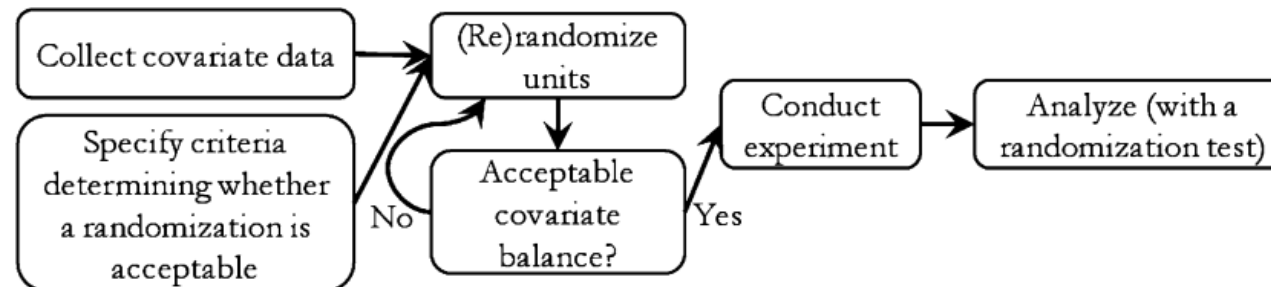 Collect covariate data
Specify criteria
determining whether
a randomization is
acceptable
(Re)randomize
units
Acceptable
covariate
balance?
No
Yes
Conduct
experiment
Analyze (with a
randomization test)